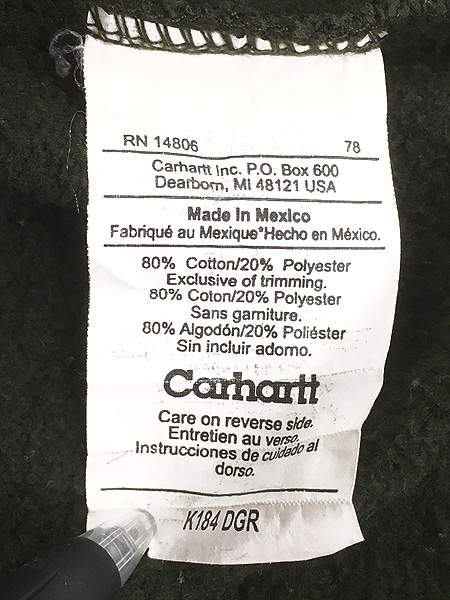 RN 14806 78
Carhartt Inc. P.O. Box 600
Dearborn, MI 48121 USA
Made In Mexico
Fabriqué au Mexique*Hecho en México.
80% Cotton/20% Polyester
Exclusive of trimming.
80% Coton/20% Polyester
Sans garniture.
80% Algodón/20% Poliéster
Sin incluir adorno.
Carhartt
Care on reverse side.
Entretien au verso.
Instrucciones de cuidado al
dorso.
K184 DGR